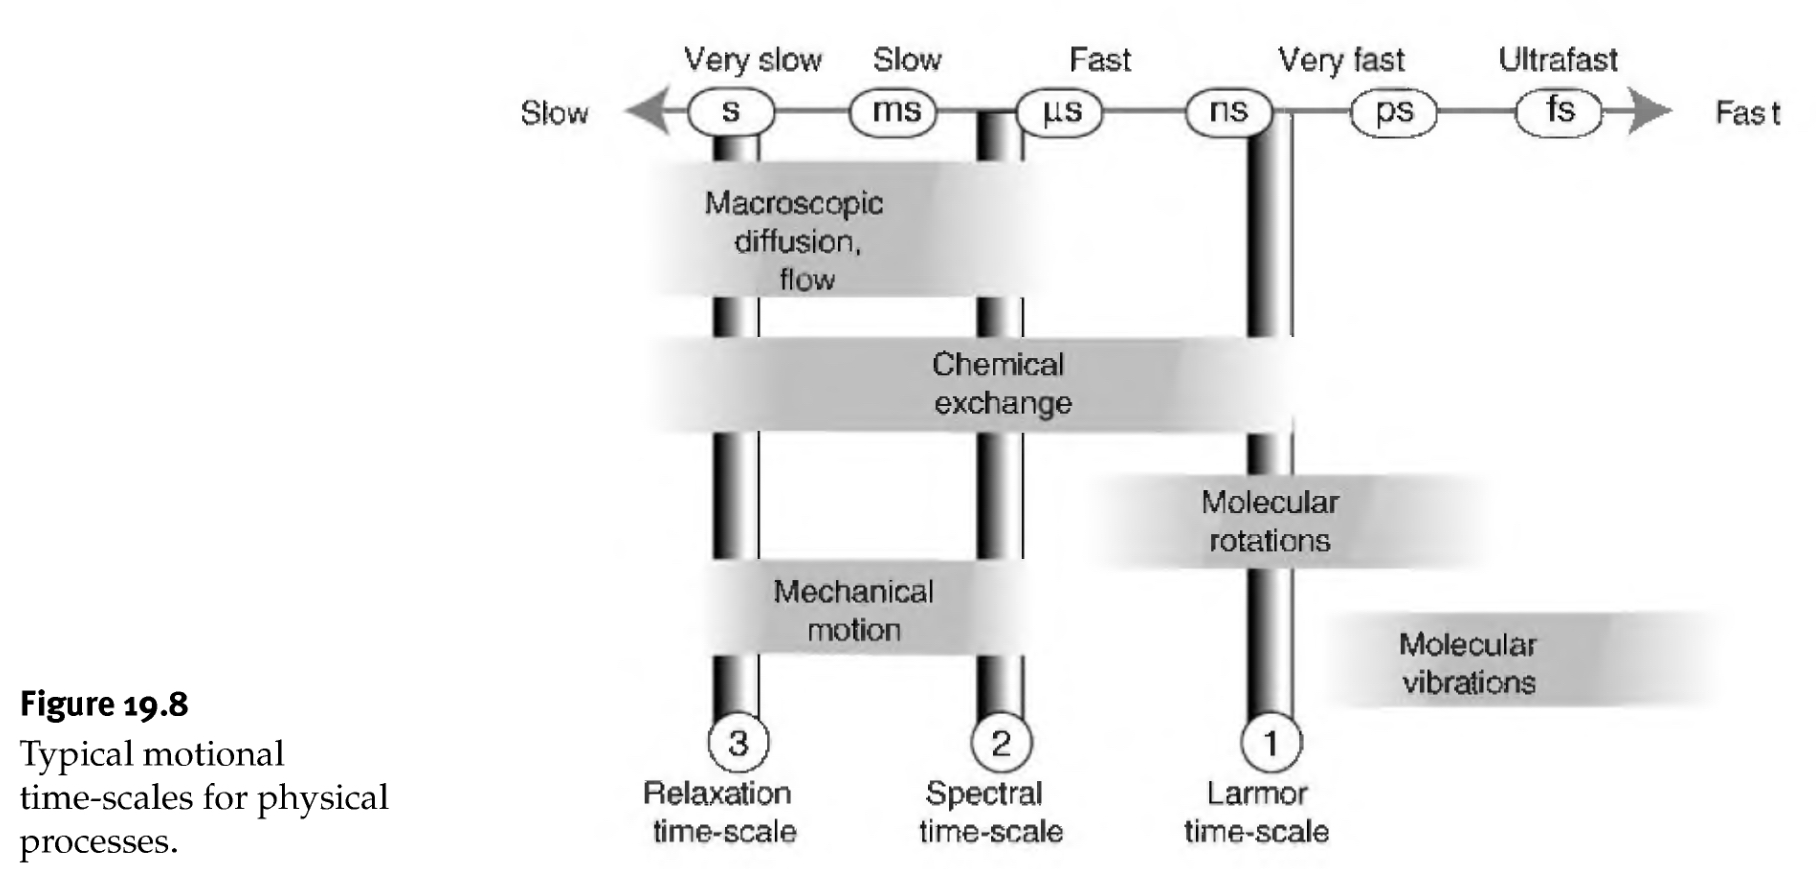 Very slow Slow Fast Very fast Ultrafast
Slow s ms µs ns ps fs Fast
Macroscopic
diffusion,
flow
Chemical
exchange
Molecular
rotations
Mechanical
motion
Molecular
vibrations
3 2 1
Relaxation Spectral Larmor
time-scale time-scale time-scale
Figure 19.8
Typical motional
time-scales for physical
processes.